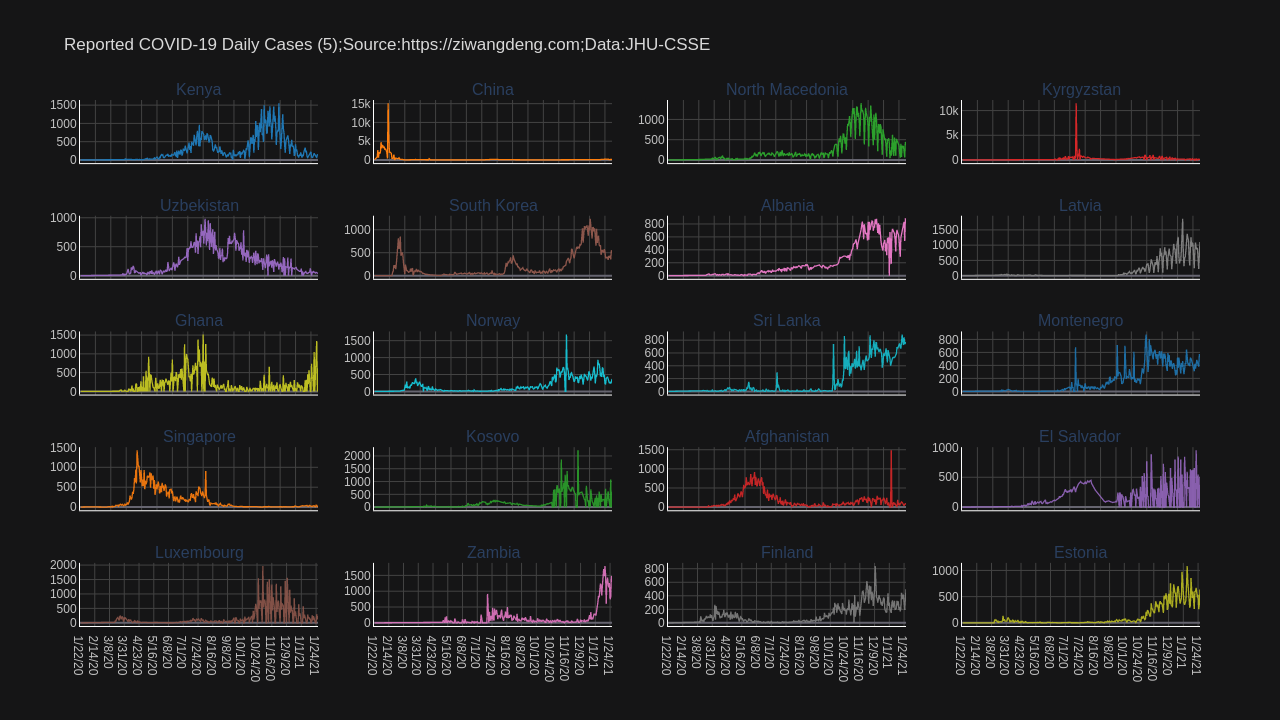 Reported COVID-19 Daily Cases (5);Source:https://ziwangdeng.com;Data:JHU-CSSE
Kenya China North Macedonia Kyrgyzstan
1500 1000 500 0
15k 10k 5k 0
1000 500 0
10k 5k 0
Uzbekistan South Korea Albania Latvia
1000 500 0
1000 500 0
800 600 400 200 0
1500 1000 500 0
Ghana Norway Sri Lanka Montenegro
1500 1000 500 0
1500 1000 500 0
800 600 400 200 0
800 600 400 200 0
Singapore Kosovo Afghanistan El Salvador
1500 1000 500 0
2000 1500 1000 500 0
1500 1000 500 0
1000 500 0
Luxembourg Zambia Finland Estonia
2000 1500 1000 500 0
1500 1000 500 0
800 600 400 200 0
1000 500 0
1/22/20 2/14/20 3/8/20 3/31/20 4/23/20 5/16/20 6/8/20 7/1/20 7/24/20 8/16/20 9/8/20 10/1/20 10/24/20 11/16/20 12/9/20 1/1/21 1/24/21
1/22/20 2/14/20 3/8/20 3/31/20 4/23/20 5/16/20 6/8/20 7/1/20 7/24/20 8/16/20 9/8/20 10/1/20 10/24/20 11/16/20 12/9/20 1/1/21 1/24/21
1/22/20 2/14/20 3/8/20 3/31/20 4/23/20 5/16/20 6/8/20 7/1/20 7/24/20 8/16/20 9/8/20 10/1/20 10/24/20 11/16/20 12/9/20 1/1/21 1/24/21
1/22/20 2/14/20 3/8/20 3/31/20 4/23/20 5/16/20 6/8/20 7/1/20 7/24/20 8/16/20 9/8/20 10/1/20 10/24/20 11/16/20 12/9/20 1/1/21 1/24/21